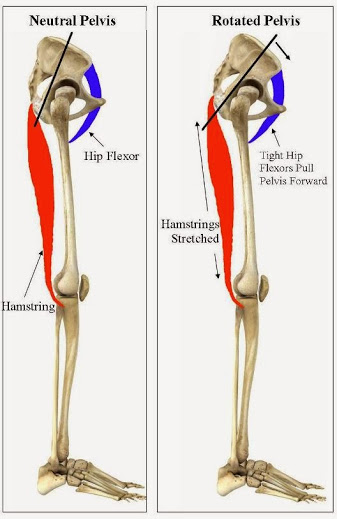 Neutral Pelvis
Hip Flexor
Hamstring
Rotated Pelvis
Tight Hip
Flexors Pull
Pelvis Forward
Hamstrings
Stretched